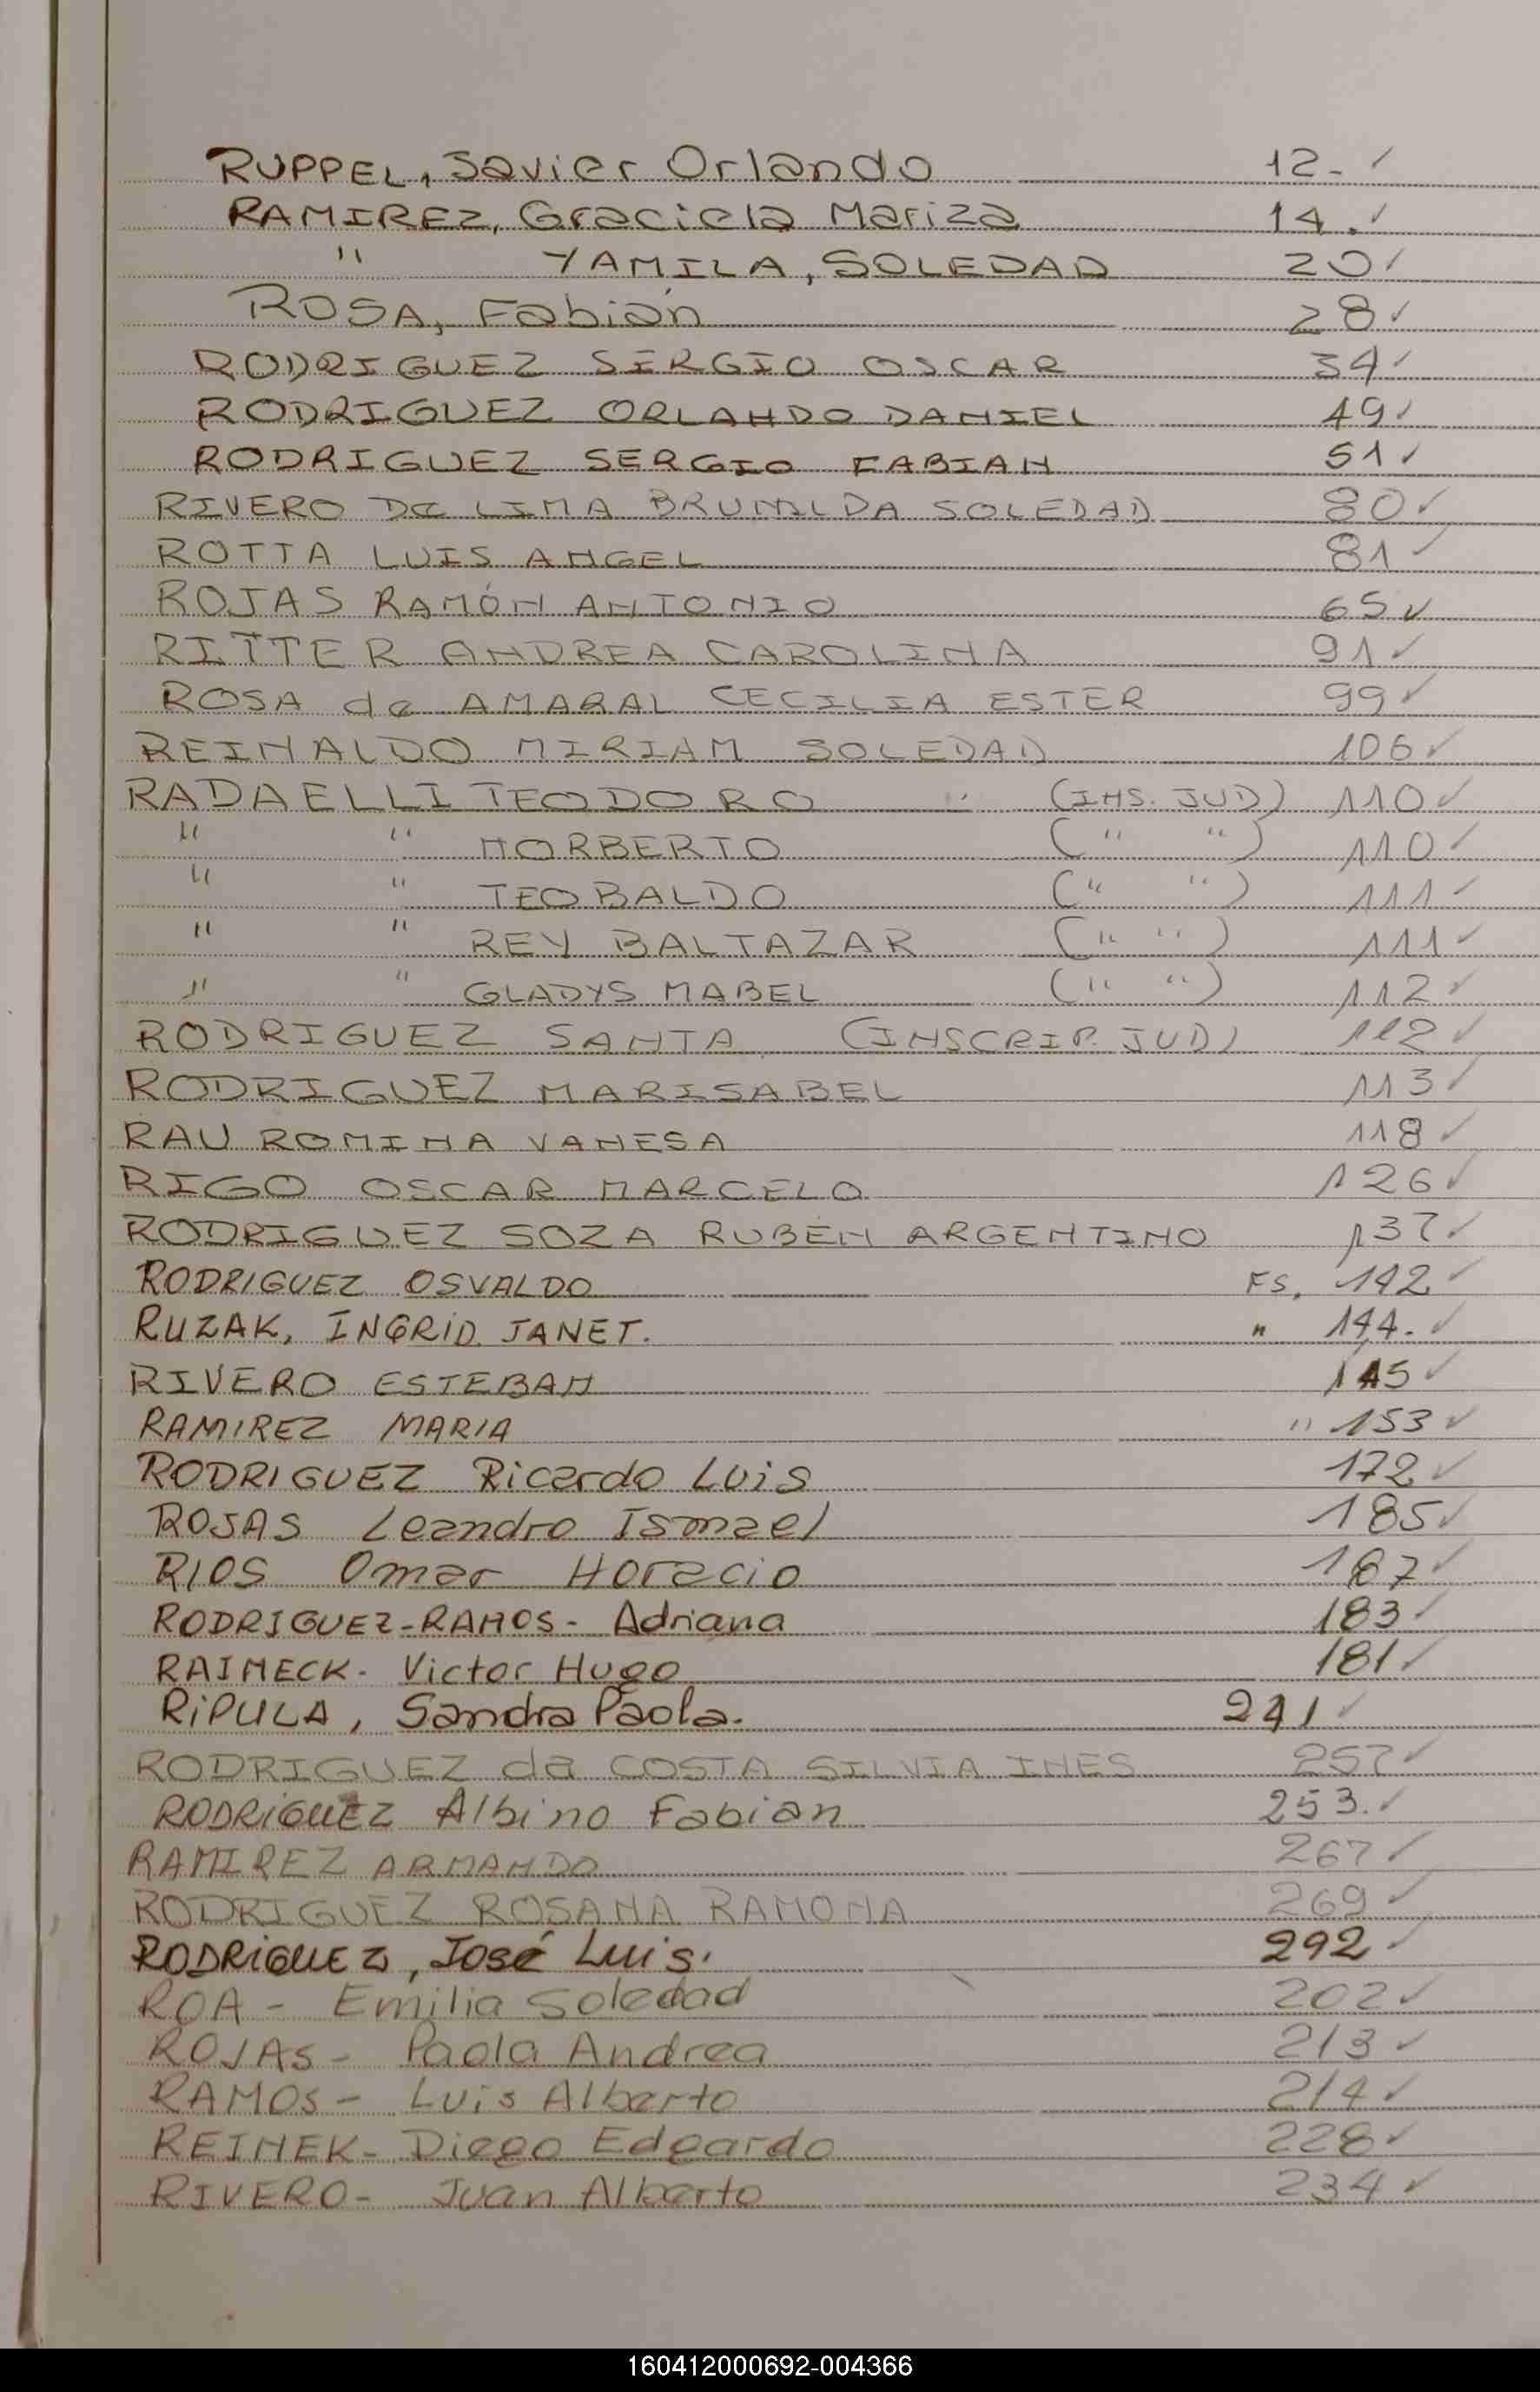 RUPPEL, Javier Orlando 12. ✓
RAMIREZ, Graciela Mariza 14. ✓
" YAMILA, SOLEDAD 20 ✓
ROSA, Fabián 28 ✓
RODRIGUEZ SERGIO OSCAR 34 ✓
RODRIGUEZ ORLANDO DANIEL 49 ✓
RODRIGUEZ SERGIO FABIAN 51 ✓
RIVERO De LIMA BRUNILDA SOLEDAD 80 ✓
ROTTA LUIS ANGEL 81 ✓
ROJAS RAMÓN ANTONIO 65 ✓
RITTER ANDREA CAROLINA 91 ✓
ROSA de AMARAL CECILIA ESTER 99 ✓
REINALDO MIRIAM SOLEDAD 106 ✓
RADAELLI TEODORO (INS. JUD) 110 ✓
" " NORBERTO (" ") 110 ✓
" " TEOBALDO (" ") 111 ✓
" " REY BALTAZAR (" ") 111 ✓
" " GLADYS MABEL (" ") 112 ✓
RODRIGUEZ SANTA (INSCRIP. JUD) 112 ✓
RODRIGUEZ MARISABEL 113 ✓
RAU ROMINA VANESA 118 ✓
RIGO OSCAR MARCELO 126 ✓
RODRIGUEZ SOZA RUBÉN ARGENTINO 137 ✓
RODRIGUEZ OSVALDO FS. 142 ✓
RUZAK, INGRID JANET. " 144. ✓
RIVERO ESTEBAN 145 ✓
RAMIREZ MARIA " 153 ✓
RODRIGUEZ Ricardo Luis 172 ✓
ROJAS Leandro Ismael 185 ✓
RIOS Omar Horacio 187 ✓
RODRIGUEZ-RAMOS- Adriana 183 ✓
RAIMECK- Victor Hugo 181 ✓
RIPULA, Sandra Paola. 241 ✓
RODRIGUEZ da COSTA SILVIA INES 257 ✓
RODRIGUEZ Albino Fabian 253. ✓
RAMIREZ ARMANDO 267 ✓
RODRIGUEZ ROSANA RAMONA 269 ✓
RODRIGUEZ, José Luis. 292 ✓
ROA- Emilia Soledad 202 ✓
ROJAS- Paola Andrea 213 ✓
RAMOS- Luis Alberto 214 ✓
REINEK- Diego Edgardo 228 ✓
RIVERO- Juan Alberto 234 ✓
160412000692-004366